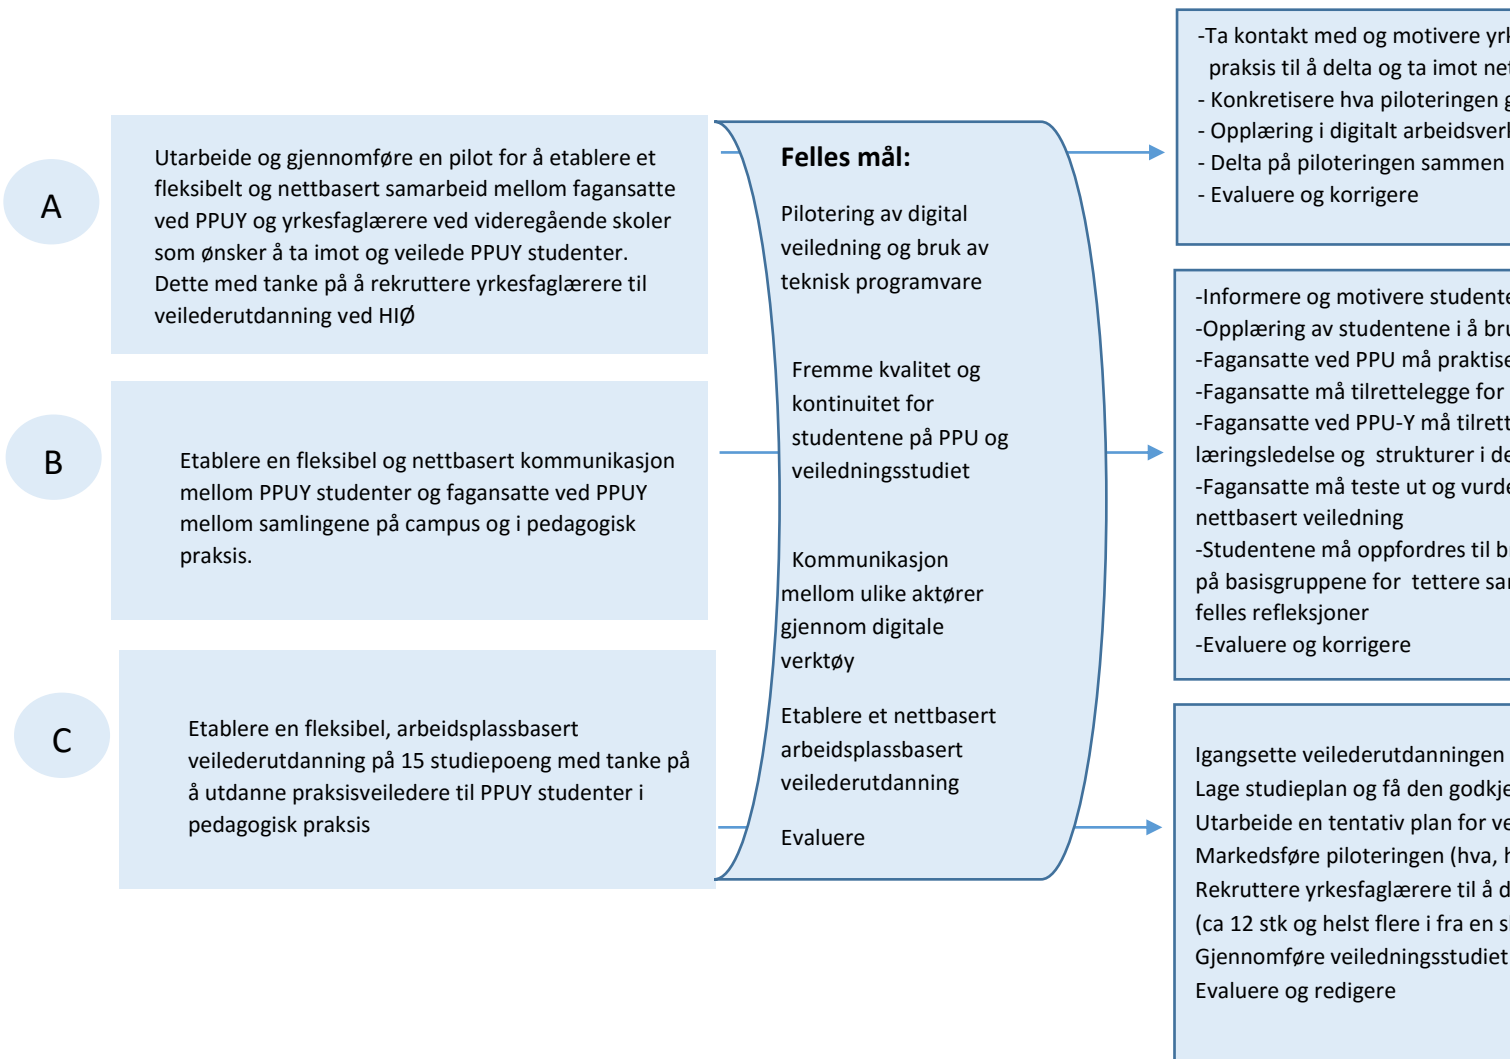 A
Utarbeide og gjennomføre en pilot for å etablere et
fleksibelt og nettbasert samarbeid mellom fagansatte
ved PPUY og yrkesfaglærere ved videregående skoler
som ønsker å ta imot og veilede PPUY studenter.
Dette med tanke på å rekruttere yrkesfaglærere til
veilederutdanning ved HIØ
B
Etablere en fleksibel og nettbasert kommunikasjon
mellom PPUY studenter og fagansatte ved PPUY
mellom samlingene på campus og i pedagogisk
praksis.
C
Etablere en fleksibel, arbeidsplassbasert
veilederutdanning på 15 studiepoeng med tanke på
å utdanne praksisveiledere til PPUY studenter i
pedagogisk praksis
Felles mål:
Pilotering av digital
veiledning og bruk av
teknisk programvare
Fremme kvalitet og
kontinuitet for
studentene på PPU og
veiledningsstudiet
Kommunikasjon
mellom ulike aktører
gjennom digitale
verktøy
Etablere et nettbasert
arbeidsplassbasert
veilederutdanning
Evaluere
-Ta kontakt med og motivere
praksis til å delta og ta imot
- Konkretisere hva piloteringen
- Opplæring i digitalt
- Delta på piloteringen sammen
- Evaluere og korrigere
-Informere og motivere
-Opplæring av studentene i å
-Fagansatte ved PPU må
-Fagansatte må tilrettelegge for
-Fagansatte ved PPU-Y må
læringsledelse og strukturer i
-Fagansatte må teste ut og
nettbasert veiledning
-Studentene må oppfordres til
på basisgruppene for tettere
felles refleksjoner
-Evaluere og korrigere
Igangsette veilederutdanningen
Lage studieplan og få den
Utarbeide en tentativ plan for
Markedsføre piloteringen (hva,
Rekruttere yrkesfaglærere til å
(ca 12 stk og helst flere i fra en
Gjennomføre veiledningsstudiet
Evaluere og redigere